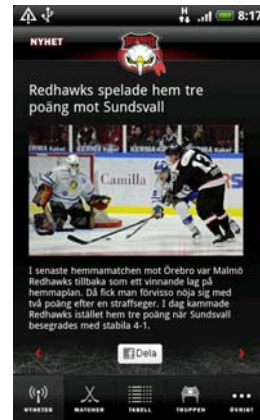 H
8:17
NYHET
Redhawks spelade hem tre
poäng mot Sundsvall
KERMA
KERMA
Camilla
13
I senaste hemmamatchen mot Örebro var Malmö
Redhawks tillbaka som ett vinnande lag på
hemmaplan. Då fick man förvisso nöja sig med
två poäng efter en straffseger. I dag kammade
Redhawks istället hem tre poäng när Sundsvall
besegrades med stabila 4-1.
Dela
NYHETER
MATCHER
TABELL
TRUPPEN
ÖVRIGT